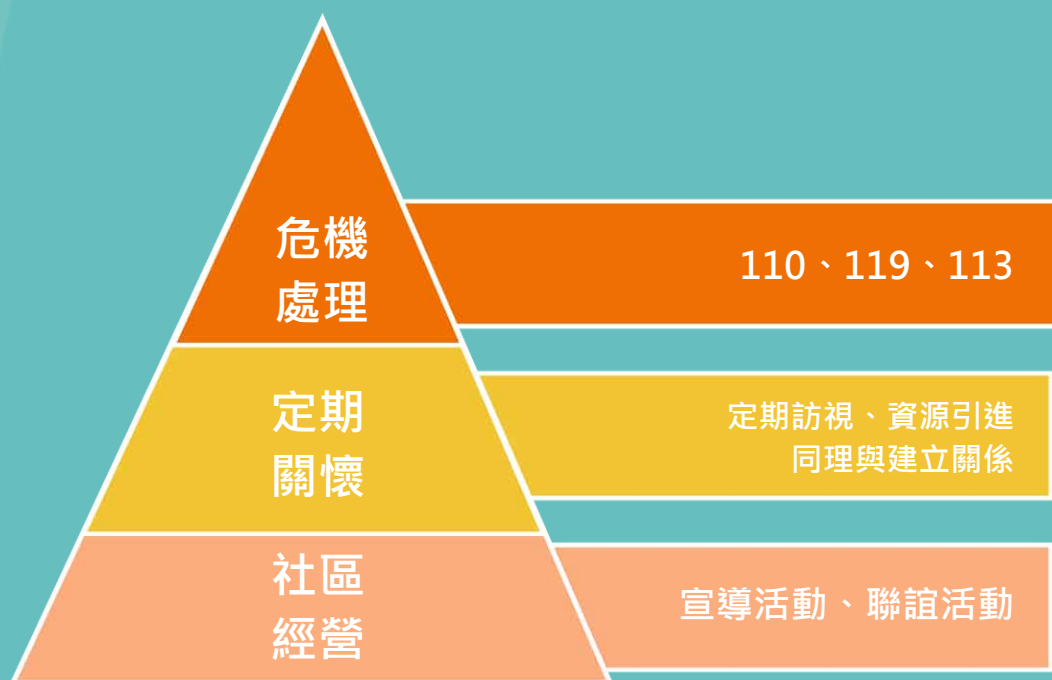 危機
處理
110、119、113
定期
關懷
定期訪視、資源引進
同理與建立關係
社區
經營
宣導活動、聯誼活動